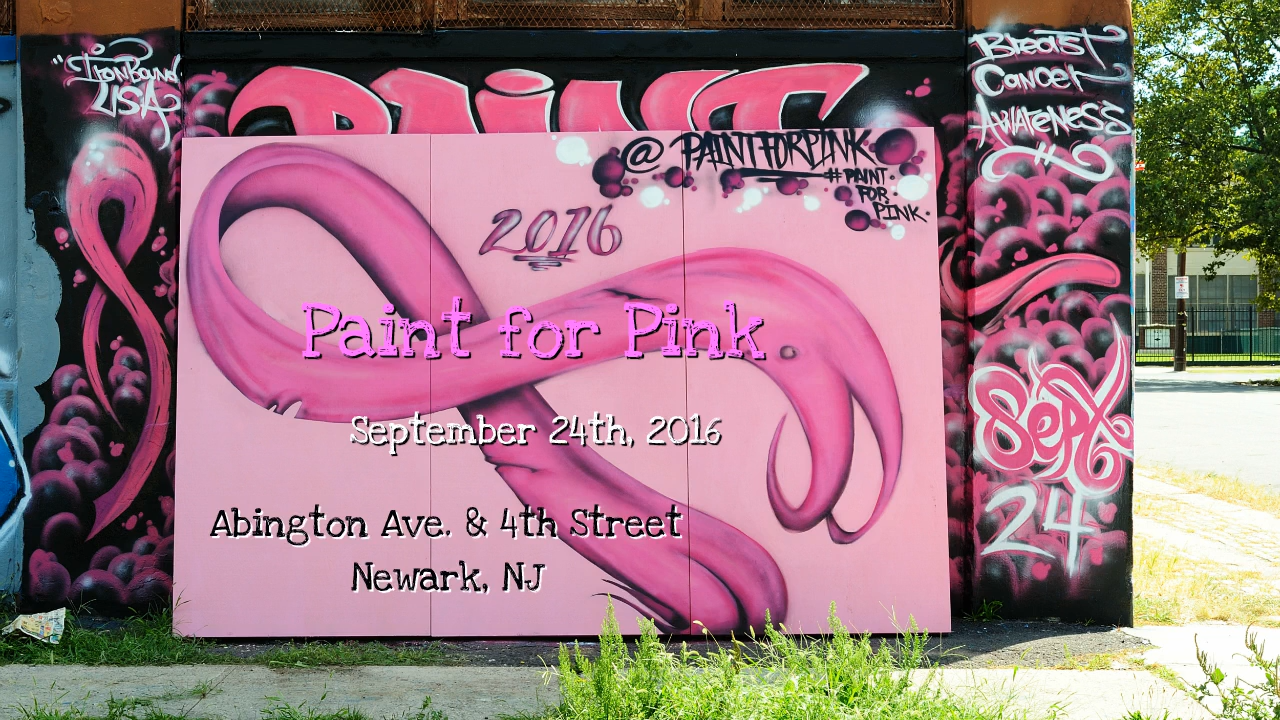 "IRONBOUND
USA
PAINT
Breast
Cancer
AWAreNeSS
@PAINTFORPINK
#PAINT
FOR
PINK.
2016
Paint for Pink
September 24th, 2016
Abington Ave. & 4th Street
Newark, NJ
Sept
24